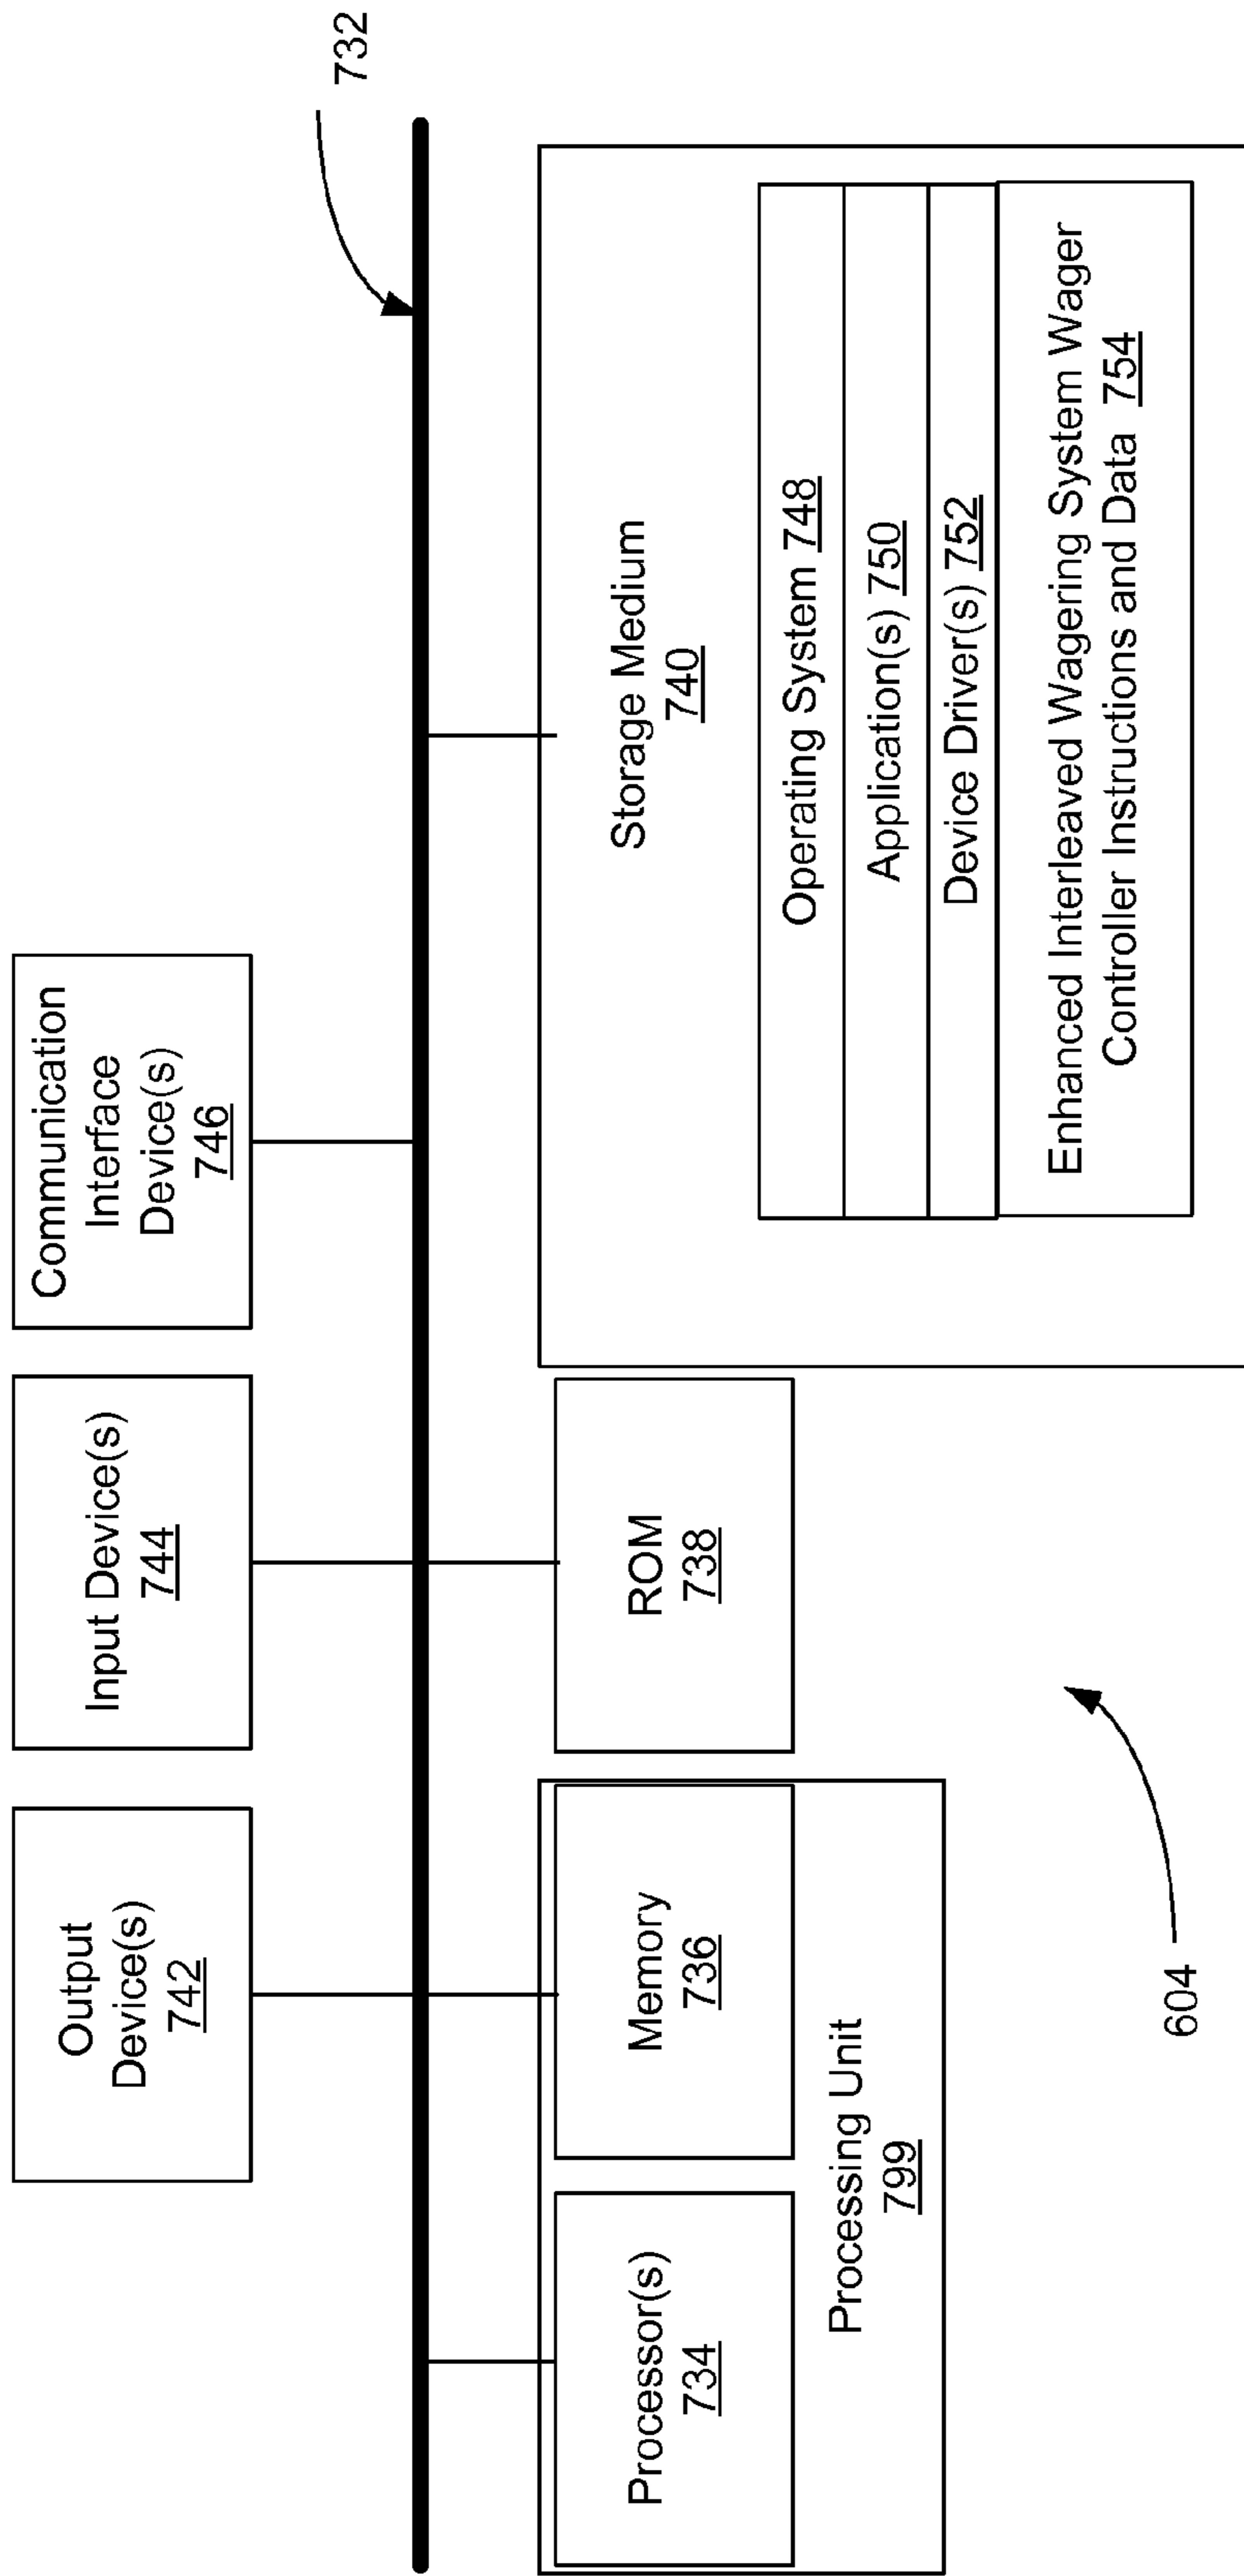 732
Output
Device(s)
742
Input Device(s)
744
Communication
Interface
Device(s)
746
Processor(s)
734
Memory
736
Processing Unit
799
ROM
738
Storage Medium
740
Operating System 748
Application(s) 750
Device Driver(s) 752
Enhanced Interleaved Wagering System Wager
Controller Instructions and Data 754
604